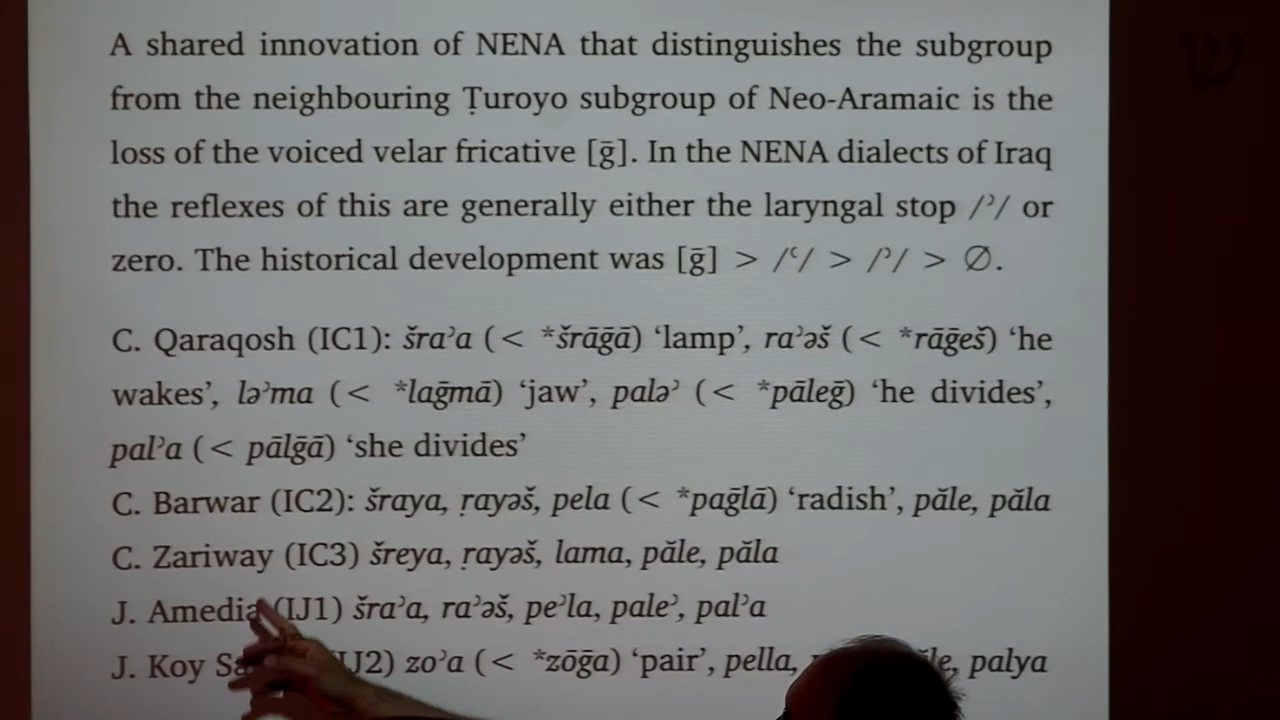 A shared innovation of NENA that distinguishes the subgroup
from the neighbouring Ṭuroyo subgroup of Neo-Aramaic is the
loss of the voiced velar fricative [ḡ]. In the NENA dialects of Iraq
the reflexes of this are generally either the laryngal stop /ʾ/ or
zero. The historical development was [ḡ] > /ʿ/ > /ʾ/ > ∅.
C. Qaraqosh (IC1): šraʾa (< *šrāḡā) ‘lamp’, raʾəš (< *rāḡeš) ‘he
wakes’, ləʾma (< *laḡmā) ‘jaw’, paləʾ (< *pāleḡ) ‘he divides’,
palʾa (< pālḡā) ‘she divides’
C. Barwar (IC2): šraya, ṛayəš, pela (< *paḡlā) ‘radish’, păle, păla
C. Zariway (IC3) šreya, ṛayəš, lama, păle, păla
J. Amedia (IJ1) šraʾa, raʾəš, peʾla, paleʾ, palʾa
J. Koy zoʾa (< *zōḡa) ‘pair’, pella, palya
ש